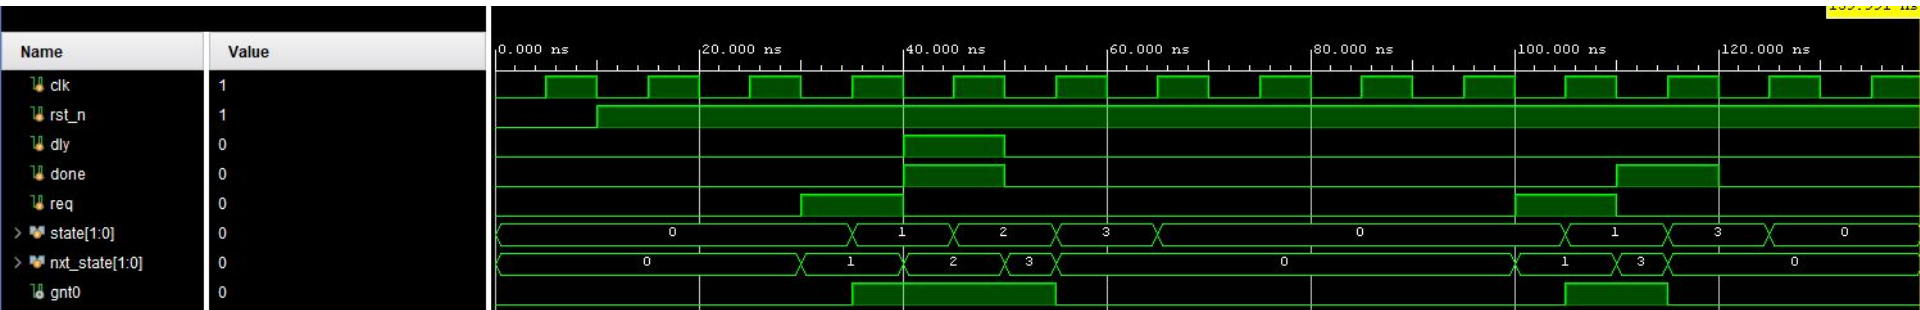 Name Value
0.000 ns 20.000 ns 40.000 ns 60.000 ns 80.000 ns 100.000 ns 120.000 ns
clk 1
rst_n 1
dly 0
done 0
req 0
state[1:0] 0 0 1 2 3 0 1 3 0
nxt_state[1:0] 0 0 1 2 3 0 1 3 0
gnt0 0